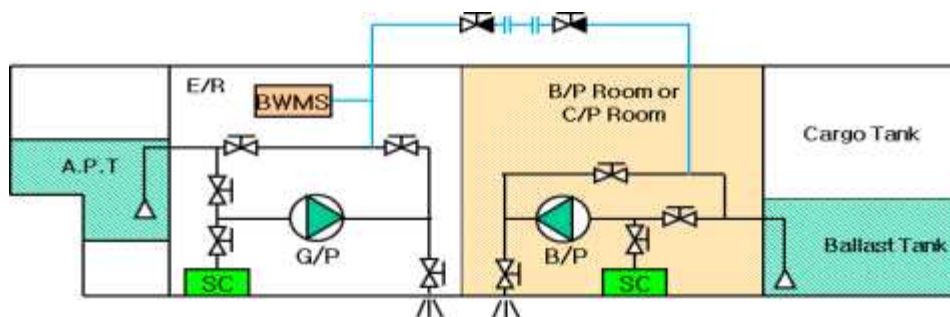 E/R
BWMS
B/P Room or
C/P Room
Cargo Tank
A.P.T
G/P
B/P
Ballast Tank
SC
SC